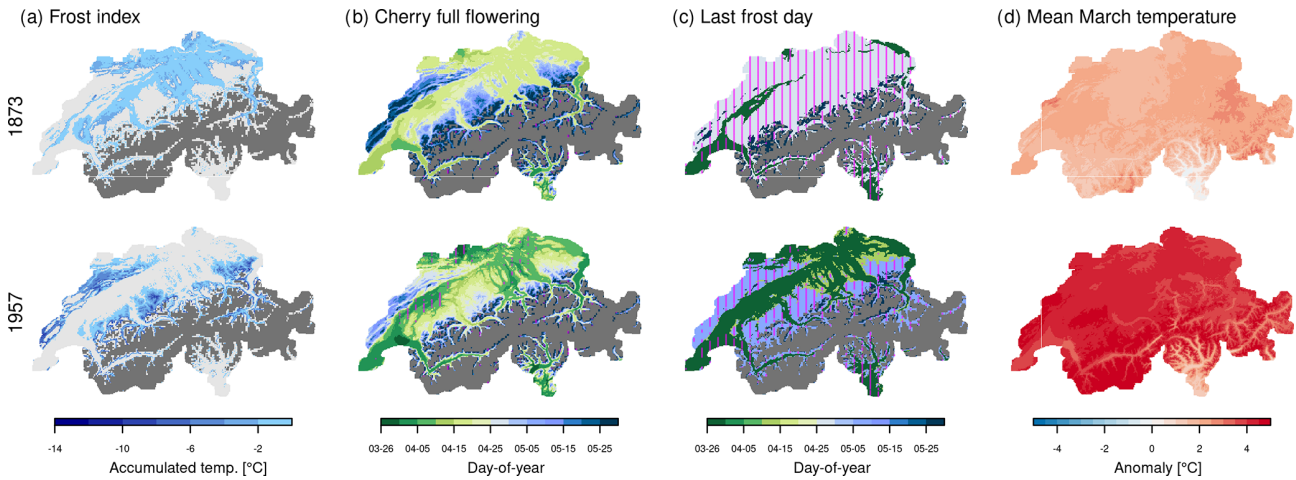 (a) Frost index
(b) Cherry full flowering
(c) Last frost day
(d) Mean March temperature
1873
1957
-14 -10 -6 -2
Accumulated temp. [°C]
03-26 04-05 04-15 04-25 05-05 05-15 05-25
Day-of-year
03-26 04-05 04-15 04-25 05-05 05-15 05-25
Day-of-year
-4 -2 0 2 4
Anomaly [°C]